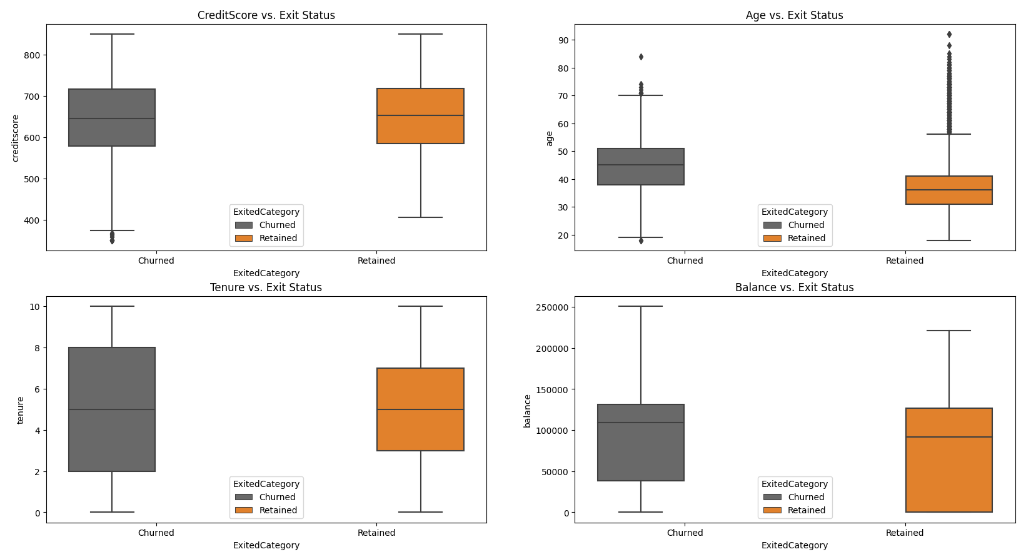 CreditScore vs. Exit Status
800
700
600
500
400
creditscore
ExitedCategory
Churned
Retained
Churned
Retained
ExitedCategory
Age vs. Exit Status
90
80
70
60
50
40
30
20
age
ExitedCategory
Churned
Retained
Churned
Retained
ExitedCategory
Tenure vs. Exit Status
10
8
6
4
2
0
tenure
ExitedCategory
Churned
Retained
Churned
Retained
ExitedCategory
Balance vs. Exit Status
250000
200000
150000
100000
50000
0
balance
ExitedCategory
Churned
Retained
Churned
Retained
ExitedCategory